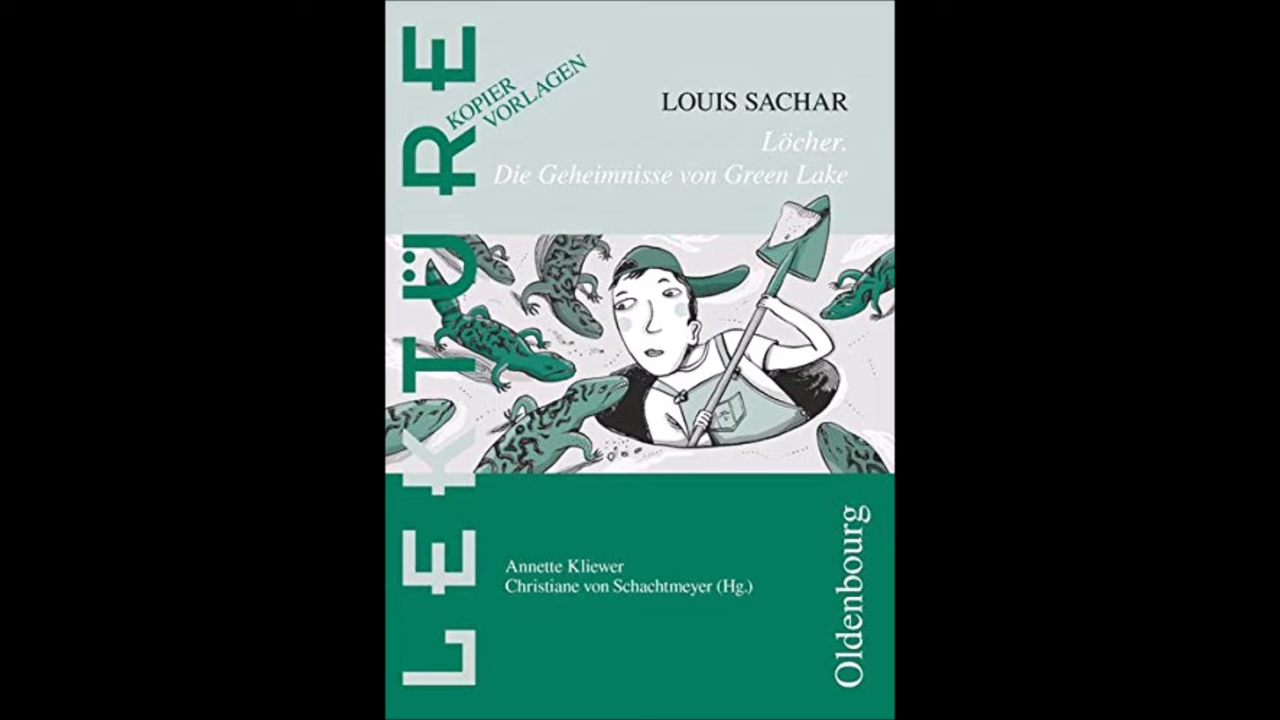 LEKTÜRE
KOPIER
VORLAGEN
LOUIS SACHAR
Löcher.
Die Geheimnisse von Green Lake
Annette Kliewer
Christiane von Schachtmeyer (Hg.)
Oldenbourg